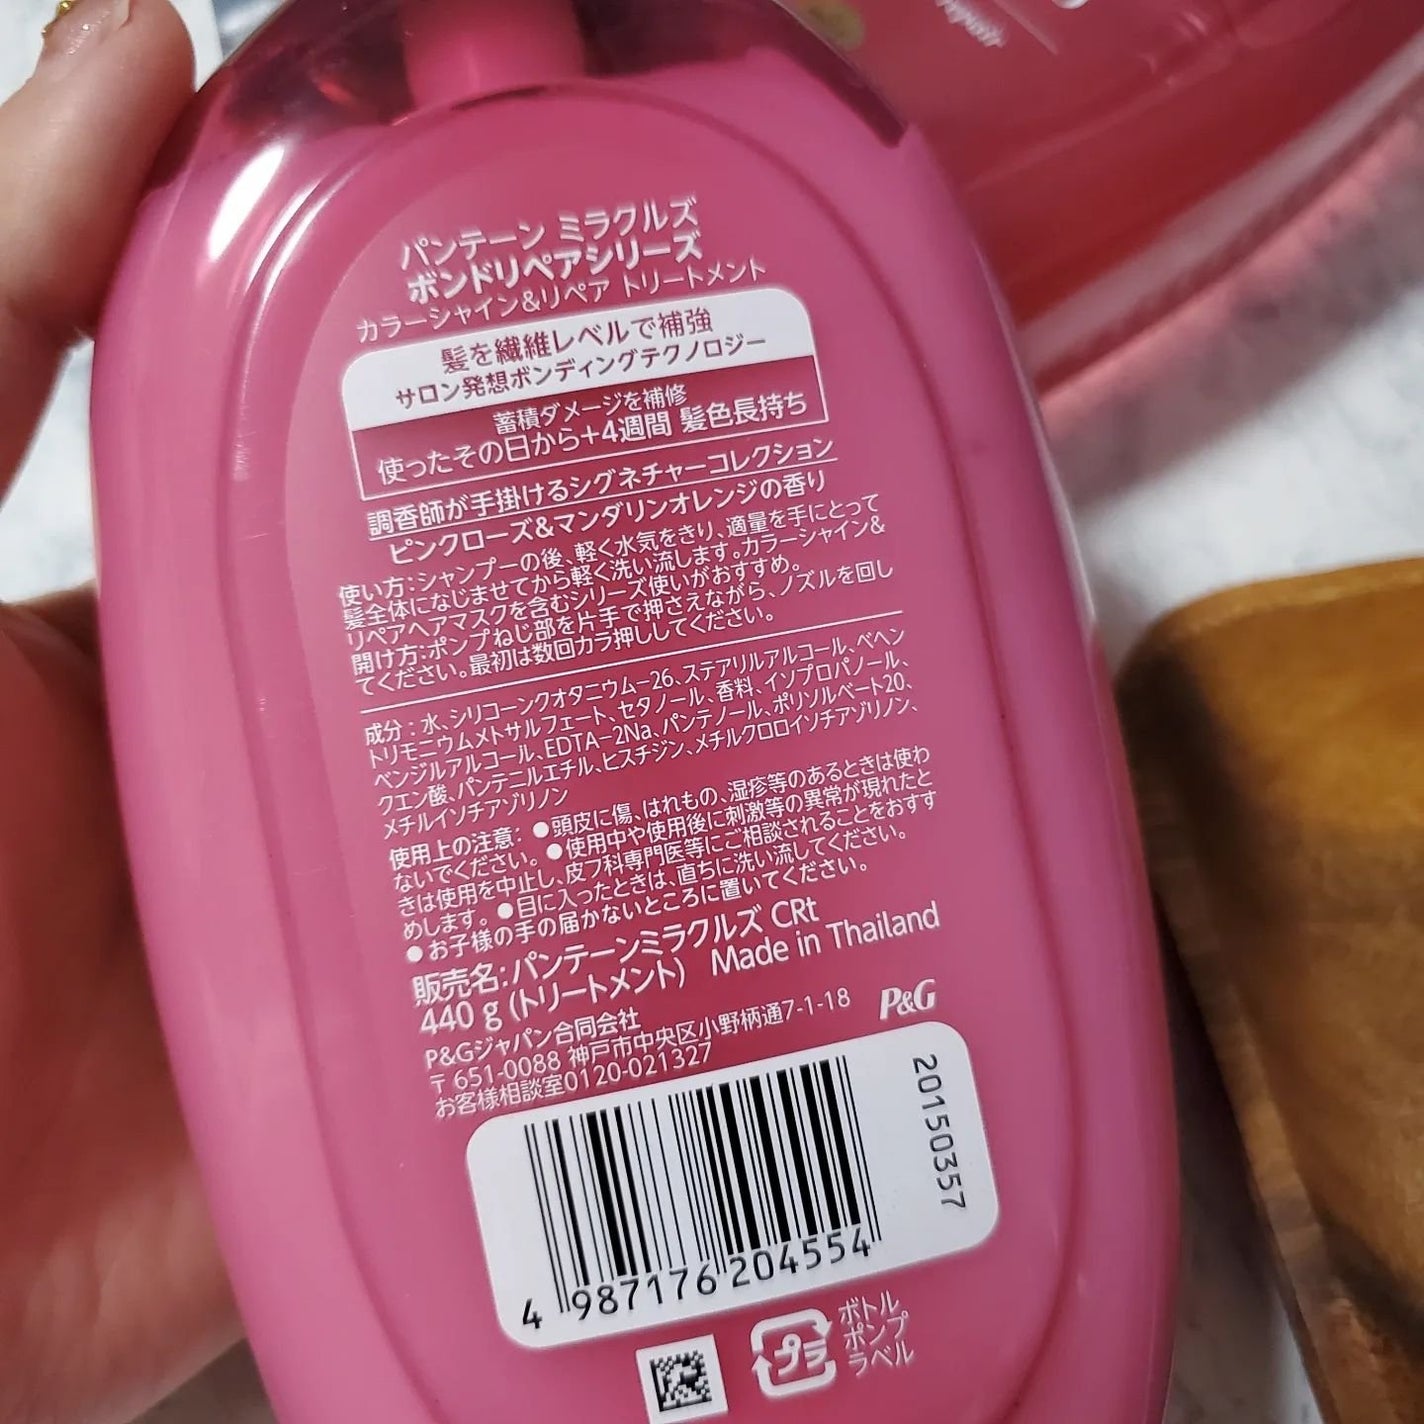 repair
パンテーン ミラクルズ
ボンドリペアシリーズ
カラーシャイン&リペア トリートメント
髪を繊維レベルで補強
サロン発想ボンディングテクノロジー
蓄積ダメージを補修
使ったその日から+4週間 髪色長持ち
調香師が手掛けるシグネチャーコレクション
ピンクローズ&マンダリンオレンジの香り
使い方:シャンプーの後、軽く水気をきり、適量を手にとって
髪全体になじませてから軽く洗い流します。カラーシャイン&
リペアヘアマスクを含むシリーズ使いがおすすめ。
開け方:ポンプねじ部を片手で押さえながら、ノズルを回し
てください。最初は数回カラ押ししてください。
成分:水、シリコーンクオタニウム-26、ステアリルアルコール、ベヘン
トリモニウムメトサルフェート、セタノール、香料、イソプロパノール、
ベンジルアルコール、EDTA-2Na、パンテノール、ポリソルベート20、
クエン酸、パンテニルエチル、ヒスチジン、メチルクロロイソチアゾリノン、
メチルイソチアゾリノン
使用上の注意: ●頭皮に傷、はれもの、湿疹等のあるときは使わ
ないでください。 ●使用中や使用後に刺激等の異常が現れたと
きは使用を中止し、皮フ科専門医等にご相談されることをおすす
めします。 ●目に入ったときは、直ちに洗い流してください。
●お子様の手の届かないところに置いてください。
販売名:パンテーンミラクルズ CRt
440 g (トリートメント) Made in Thailand
P&Gジャパン合同会社
〒651-0088 神戸市中央区小野柄通7-1-18
お客様相談室0120-021327
P&G
20150357
4 987176 204554
プラ
ボトル
ポンプ
ラベル